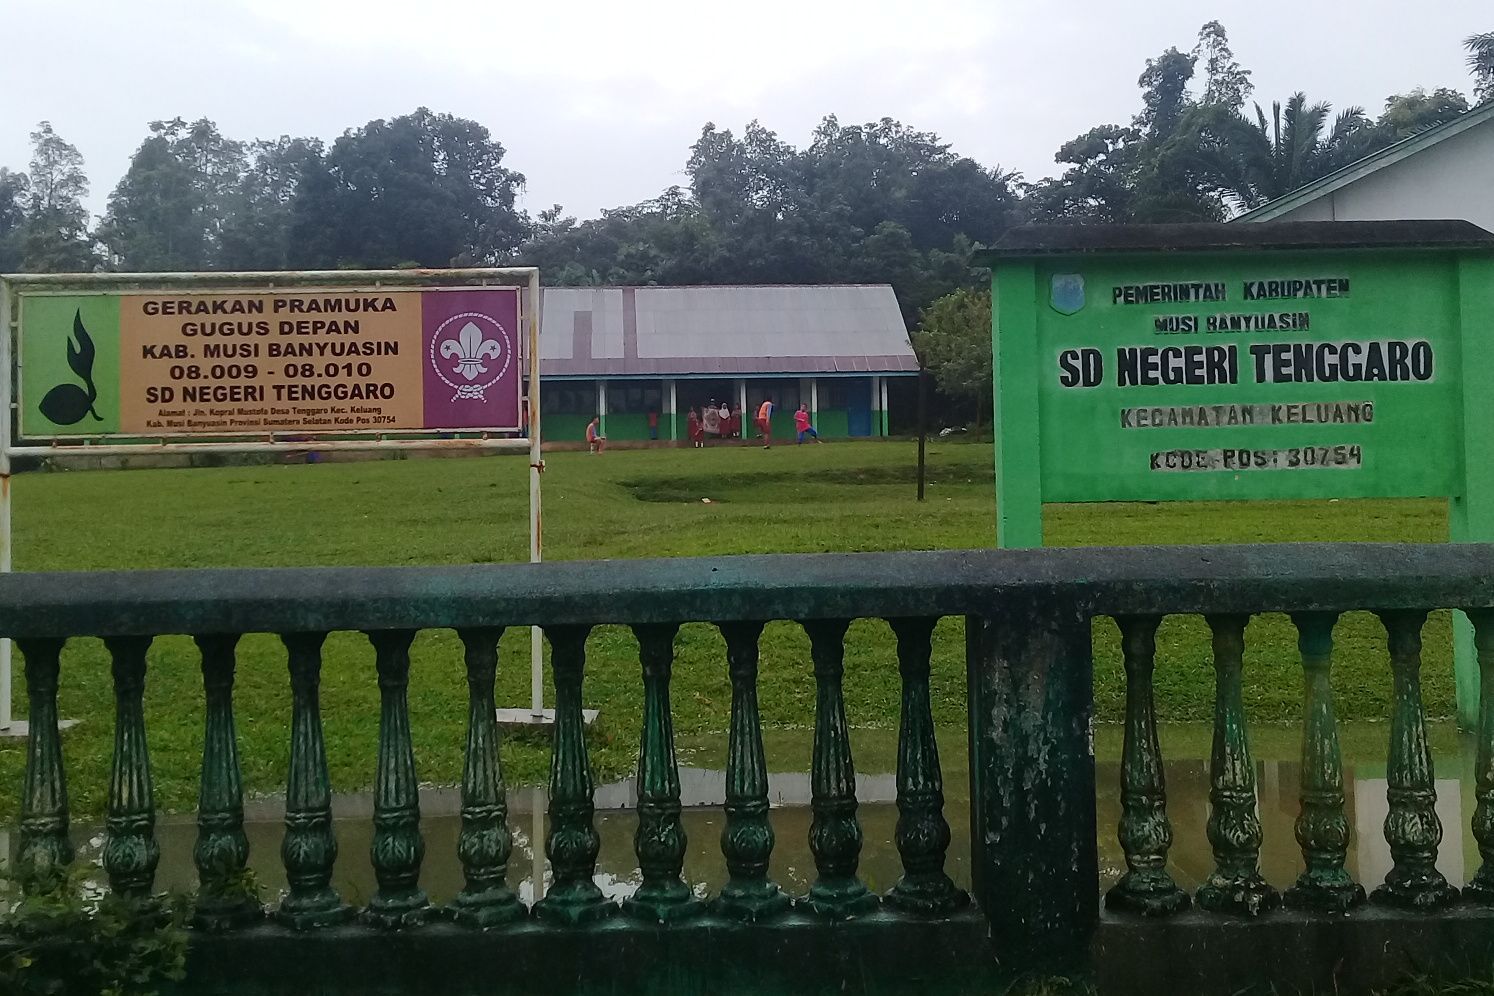 GERAKAN PRAMUKA
GUGUS DEPAN
KAB. MUSI BANYUASIN
08.009 - 08.010
SD NEGERI TENGGARO
Alamat : Jln. Kopral Mustofa Desa Tenggaro Kec. Keluang
Kab. Musi Banyuasin Provinsi Sumatera Selatan Kode Pos 30754
PEMERINTAH KABUPATEN
MUSI BANYUASIN
SD NEGERI TENGGARO
KECAMATAN KELUANG
KODE POS : 30754